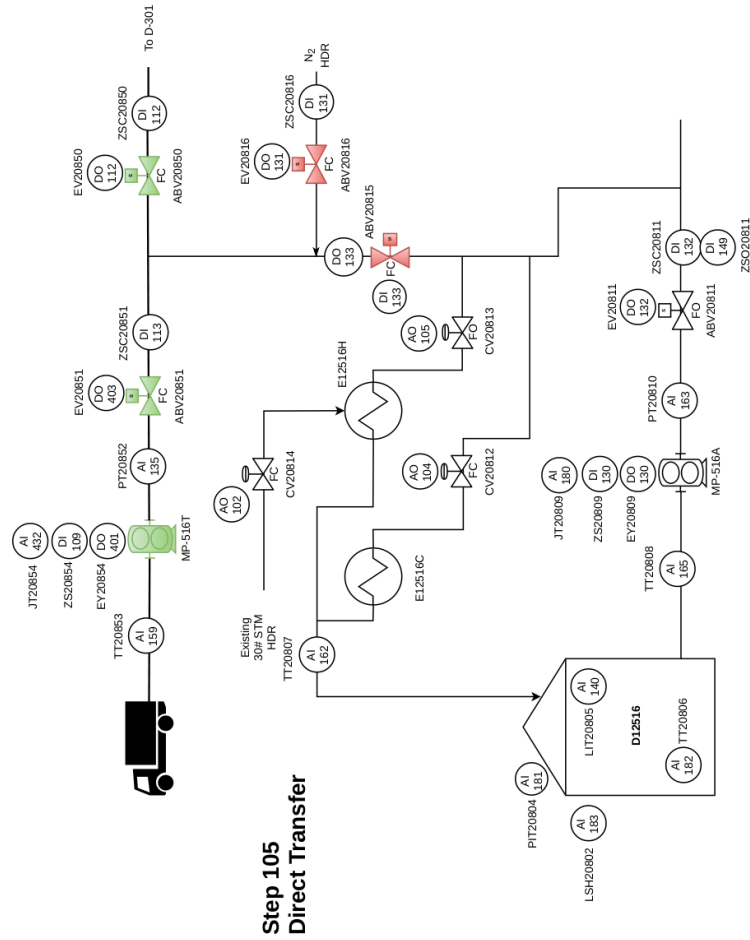 Step 105
Direct Transfer
To D-301
ZSC20850
DI
112
EV20850
DO
112
S
FC
ABV20850
N2
HDR
ZSC20816
DI
131
EV20816
DO
131
S
FC
ABV20816
ZSC20851
DI
113
EV20851
DO
403
S
FC
ABV20851
PT20852
AI
135
JT20854
AI
432
ZS20854
DI
109
EY20854
DO
401
MP-516T
TT20853
AI
159
DO
133
ABV20815
S
FC
DI
133
AO
105
FO
CV20813
E12516H
AO
102
FC
CV20814
Existing
30# STM
HDR
AO
104
FC
CV20812
E12516C
TT20807
AI
162
ZSC20811
DI
132
DI
149
ZSO20811
EV20811
DO
132
S
FO
ABV20811
PT20810
AI
163
JT20809
AI
180
ZS20809
DI
130
EY20809
DO
130
MP-516A
TT20808
AI
165
LIT20805
AI
140
D12516
TT20806
AI
182
PIT20804
AI
181
LSH20802
AI
183